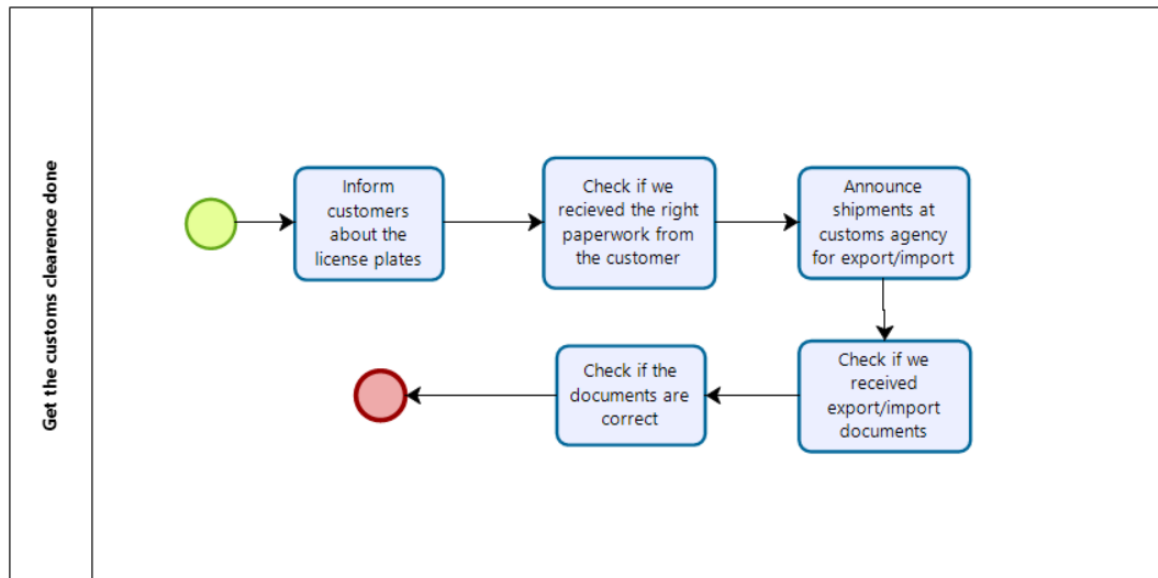 Get the customs clearence done
Inform
customers
about the
license plates
Check if we
recieved the right
paperwork from
the customer
Announce
shipments at
customs agency
for export/import
Check if we
received
export/import
documents
Check if the
documents are
correct